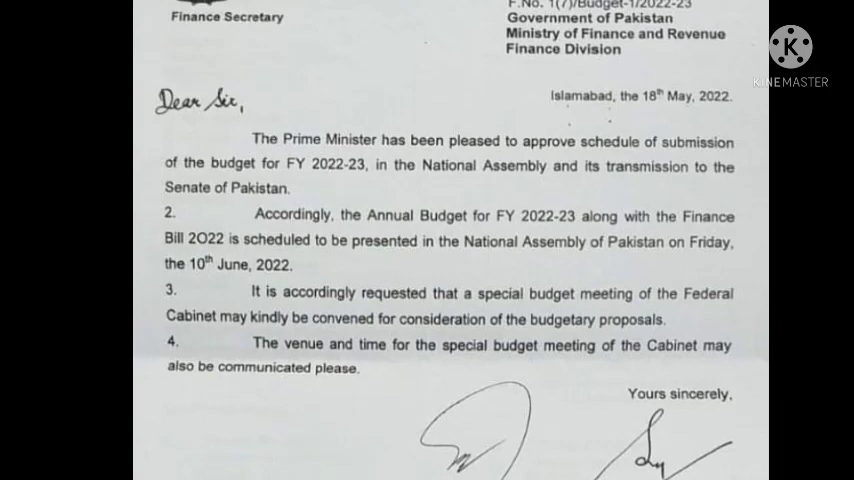 Finance Secretary
F.No. 1(7)/Budget-1/2022-23
Government of Pakistan
Ministry of Finance and Revenue
Finance Division
K
KINEMASTER
Dear Sir,
Islamabad, the 18th May, 2022.
The Prime Minister has been pleased to approve schedule of submission
of the budget for FY 2022-23, in the National Assembly and its transmission to the
Senate of Pakistan.
2. Accordingly, the Annual Budget for FY 2022-23 along with the Finance
Bill 2022 is scheduled to be presented in the National Assembly of Pakistan on Friday,
the 10th June, 2022.
3. It is accordingly requested that a special budget meeting of the Federal
Cabinet may kindly be convened for consideration of the budgetary proposals.
4. The venue and time for the special budget meeting of the Cabinet may
also be communicated please.
Yours sincerely,